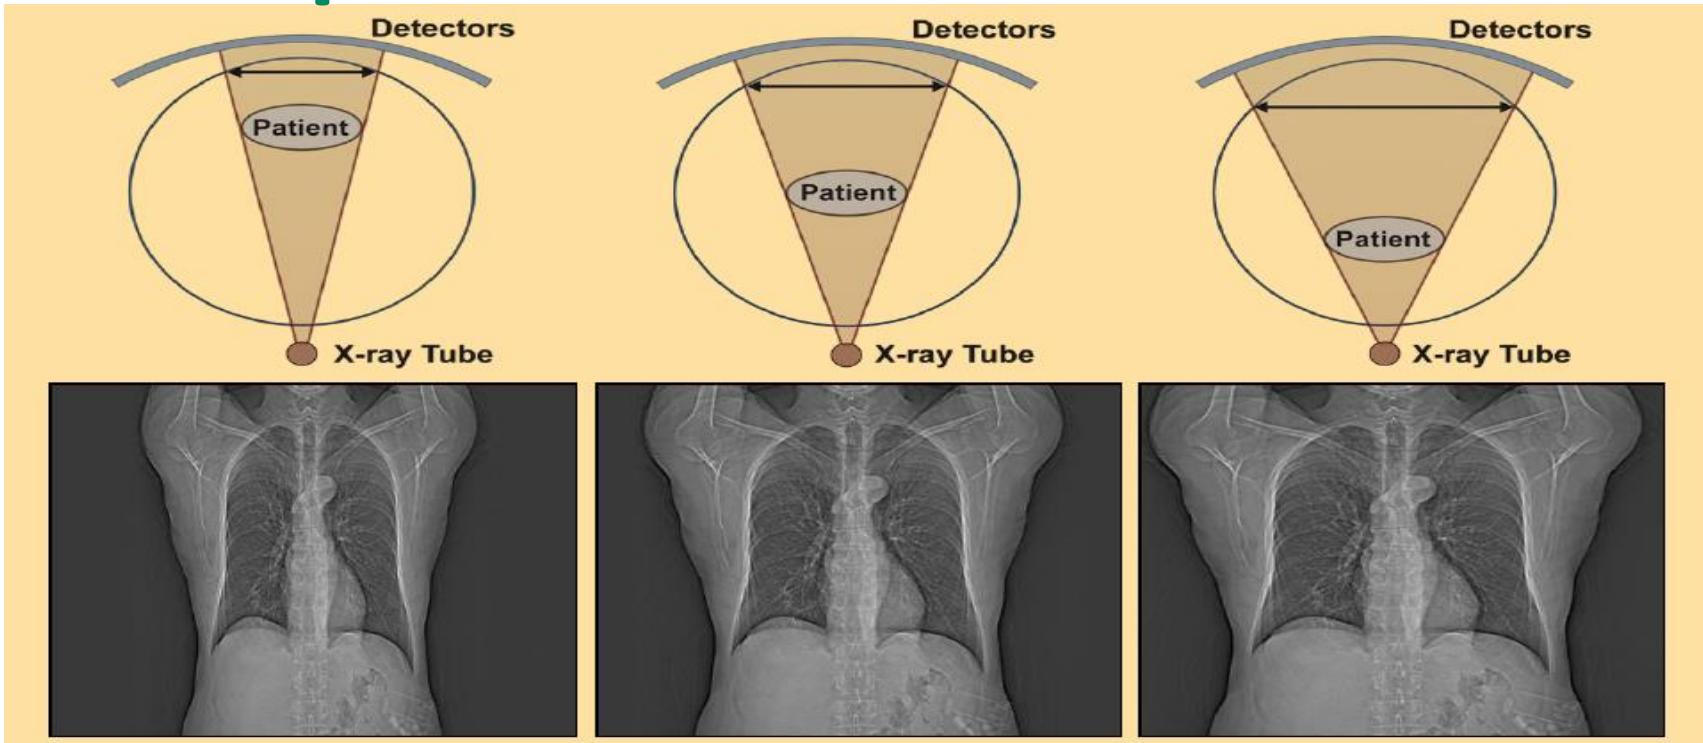 Detectors
Patient
X-ray Tube
Detectors
Patient
X-ray Tube
Detectors
Patient
X-ray Tube